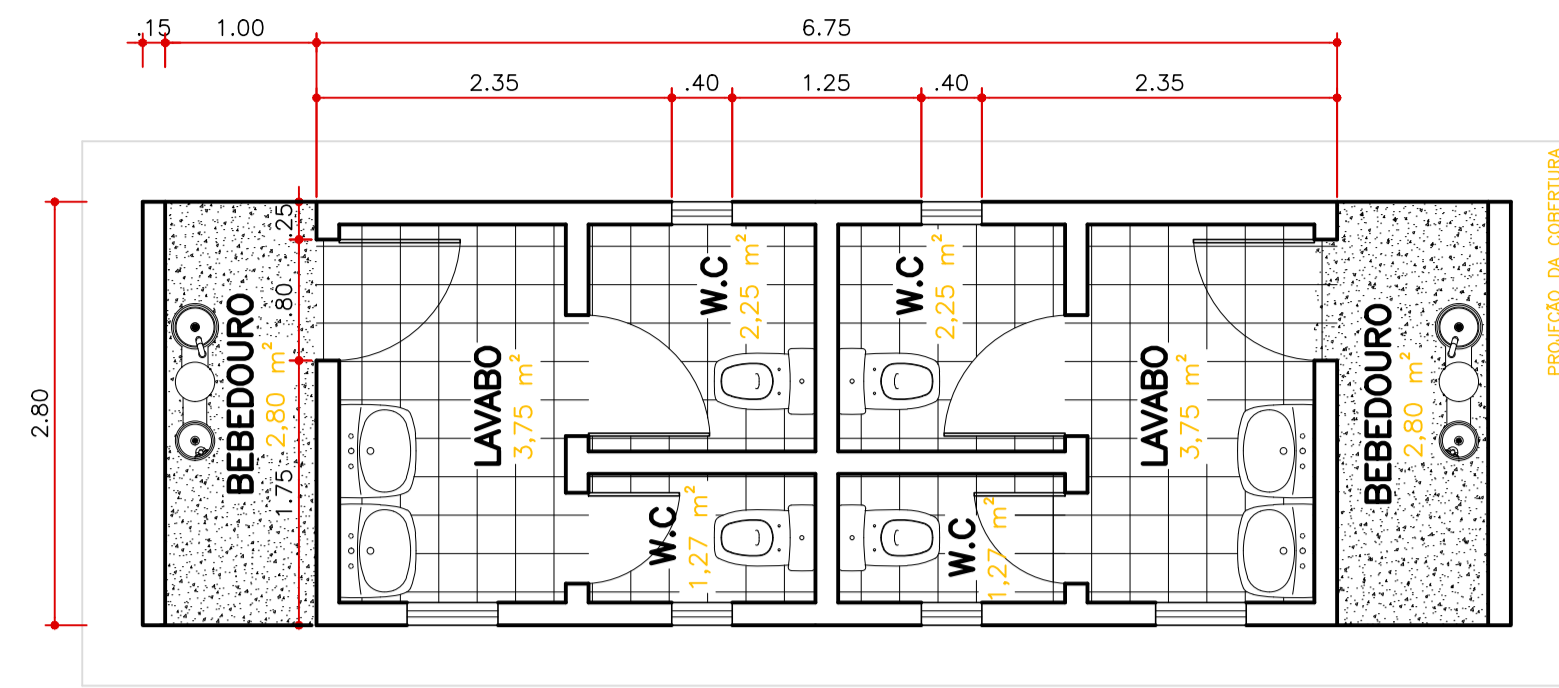 .15
1.00
6.75
2.35
.40
1.25
.40
2.35
.25
.80
1.75
2.80
BEBEDOURO
2,80 m²
LAVABO
3,75 m²
W.C
2,25 m²
W.C
2,25 m²
W.C
1,27 m²
W.C
1,27 m²
LAVABO
3,75 m²
BEBEDOURO
2,80 m²
PROJEÇÃO DA COBERTURA